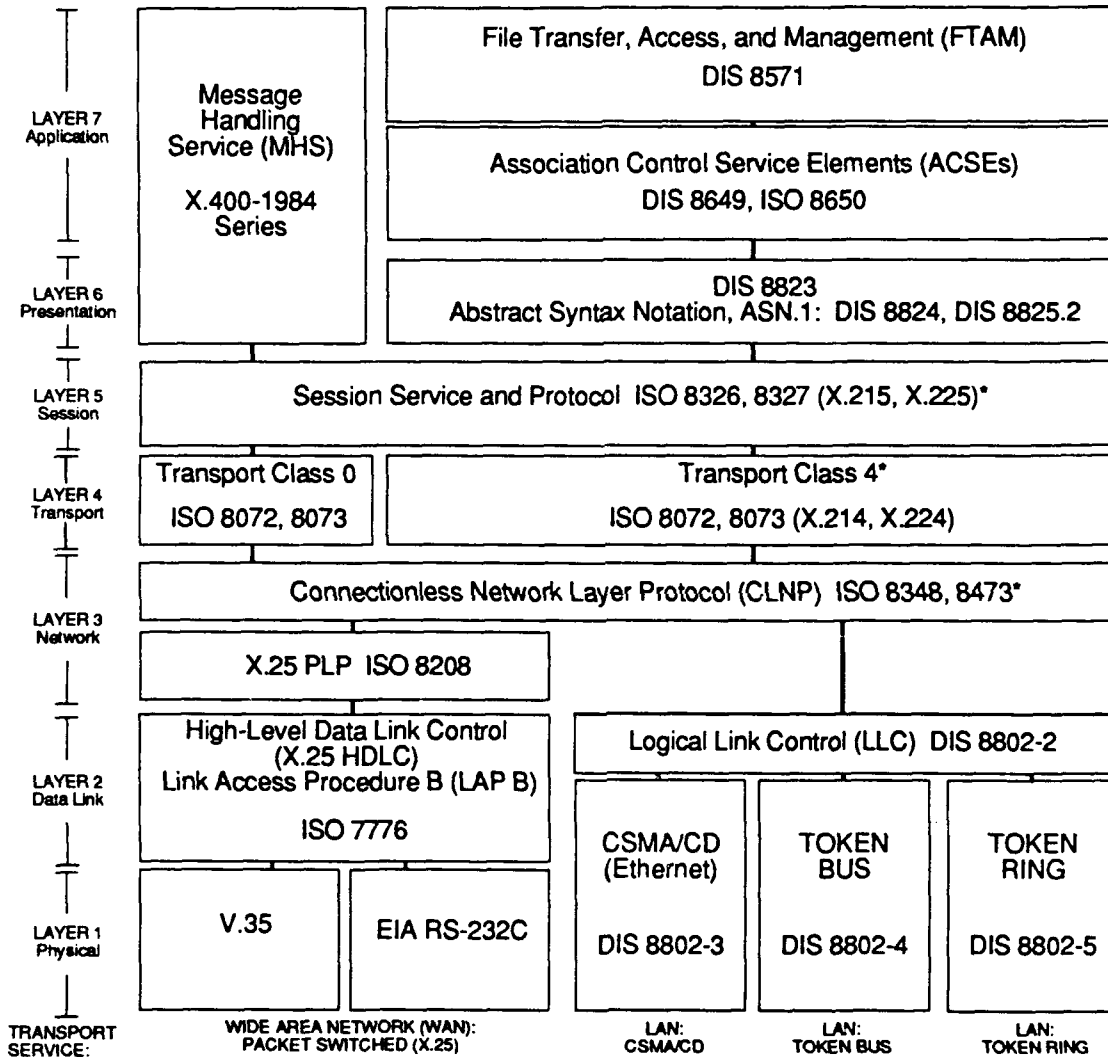 LAYER 7
Application
Message
Handling
Service (MHS)
X.400-1984
Series
File Transfer, Access, and Management (FTAM)
DIS 8571
Association Control Service Elements (ACSEs)
DIS 8649, ISO 8650
LAYER 6
Presentation
DIS 8823
Abstract Syntax Notation, ASN.1: DIS 8824, DIS 8825.2
LAYER 5
Session
Session Service and Protocol ISO 8326, 8327 (X.215, X.225)*
LAYER 4
Transport
Transport Class 0
ISO 8072, 8073
Transport Class 4*
ISO 8072, 8073 (X.214, X.224)
LAYER 3
Network
Connectionless Network Layer Protocol (CLNP) ISO 8348, 8473*
X.25 PLP ISO 8208
LAYER 2
Data Link
High-Level Data Link Control
(X.25 HDLC)
Link Access Procedure B (LAP B)
ISO 7776
Logical Link Control (LLC) DIS 8802-2
CSMA/CD
(Ethernet)
DIS 8802-3
TOKEN
BUS
DIS 8802-4
TOKEN
RING
DIS 8802-5
LAYER 1
Physical
V.35
EIA RS-232C
TRANSPORT
SERVICE:
WIDE AREA NETWORK (WAN):
PACKET SWITCHED (X.25)
LAN:
CSMA/CD
LAN:
TOKEN BUS
LAN:
TOKEN RING